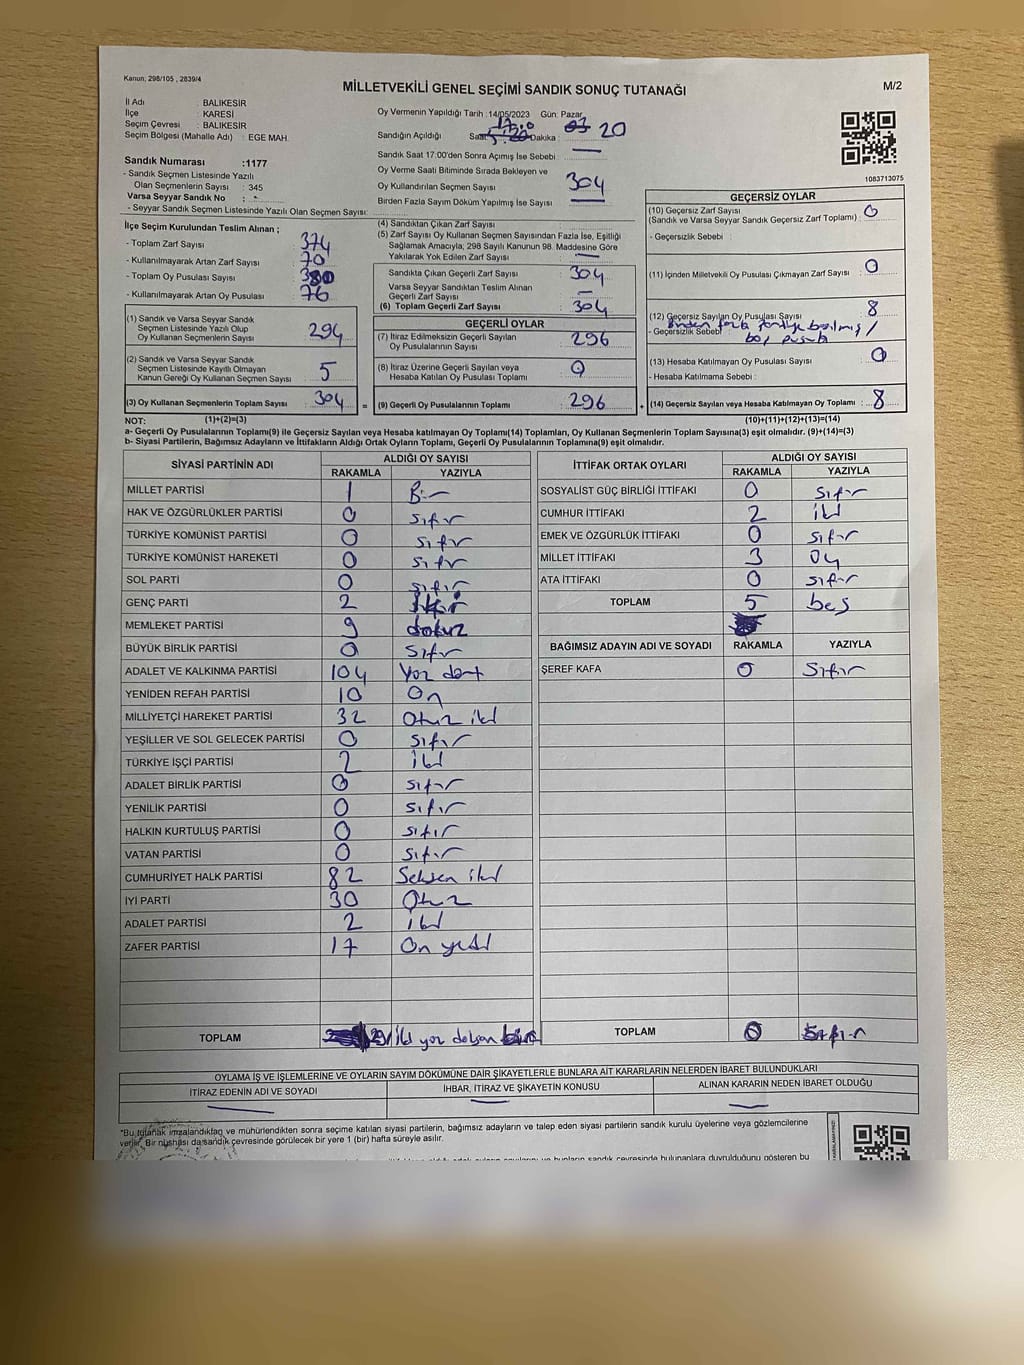 Kanun, 298/105 , 2839/4
MİLLETVEKİLİ GENEL SEÇİMİ SANDIK SONUÇ TUTANAĞI
M/2
İl Adı : BALIKESİR
İlçe : KARESİ
Seçim Çevresi : BALIKESİR
Seçim Bölgesi (Mahalle Adı) : EGE MAH.
Sandık Numarası :1177
- Sandık Seçmen Listesinde Yazılı
Olan Seçmenlerin Sayısı : 345
Varsa Seyyar Sandık No : -
- Seyyar Sandık Seçmen Listesinde Yazılı Olan Seçmen Sayısı:
Oy Vermenin Yapıldığı Tarih :14/05/2023 Gün: Pazar
Sandığın Açıldığı Saat Dakika : 20
Sandık Saat 17:00'den Sonra Açımış İse Sebebi
Oy Verme Saati Bitiminde Sırada Bekleyen ve
Oy Kullandırılan Seçmen Sayısı 304
Birden Fazla Sayım Döküm Yapılmış İse Sayısı
1083713075
İlçe Seçim Kurulundan Teslim Alınan ;
- Toplam Zarf Sayısı 374
- Kullanılmayarak Artan Zarf Sayısı 70
- Toplam Oy Pusulası Sayısı 380
- Kullanılmayarak Artan Oy Pusulası 76
(1) Sandık ve Varsa Seyyar Sandık
Seçmen Listesinde Yazılı Olup
Oy Kullanan Seçmenlerin Sayısı 294
(2) Sandık ve Varsa Seyyar Sandık
Seçmen Listesinde Kayıtlı Olmayan
Kanun Gereği Oy Kullanan Seçmen Sayısı 5
(3) Oy Kullanan Seçmenlerin Toplam Sayısı 304 =
(1)+(2)=(3)
(4) Sandıktan Çıkan Zarf Sayısı
(5) Zarf Sayısı Oy Kullanan Seçmen Sayısından Fazla İse, Eşitliği
Sağlamak Amacıyla; 298 Sayılı Kanunun 98. Maddesine Göre
Yakılarak Yok Edilen Zarf Sayısı —
Sandıkta Çıkan Geçerli Zarf Sayısı 304
Varsa Seyyar Sandıktan Teslim Alınan
Geçerli Zarf Sayısı —
(6) Toplam Geçerli Zarf Sayısı 304
GEÇERLİ OYLAR
(7) İtiraz Edilmeksizin Geçerli Sayılan
Oy Pusulalarının Sayısı 296
(8) İtiraz Üzerine Geçerli Sayılan veya
Hesaba Katılan Oy Pusulası Toplamı 0
(9) Geçerli Oy Pusulalarının Toplamı 296 +
GEÇERSİZ OYLAR
(10) Geçersiz Zarf Sayısı 0
(Sandık ve Varsa Seyyar Sandık Geçersiz Zarf Toplamı)
- Geçersizlik Sebebi :
(11) İçinden Milletvekili Oy Pusulası Çıkmayan Zarf Sayısı 0
(12) Geçersiz Sayılan Oy Pusulası Sayısı 8
- Geçersizlik Sebebi : Birden fazla partiye basılmış /
boş pusula
(13) Hesaba Katılmayan Oy Pusulası Sayısı 0
- Hesaba Katılmama Sebebi :
(14) Geçersiz Sayılan veya Hesaba Katılmayan Oy Toplamı 8
(10)+(11)+(12)+(13)=(14)
NOT:
a- Geçerli Oy Pusulalarının Toplamı(9) ile Geçersiz Sayılan veya Hesaba katılmayan Oy Toplamı(14) Toplamları, Oy Kullanan Seçmenlerin Toplam Sayısına(3) eşit olmalıdır. (9)+(14)=(3)
b- Siyasi Partilerin, Bağımsız Adayların ve İttifakların Aldığı Ortak Oyların Toplamı, Geçerli Oy Pusulalarının Toplamına(9) eşit olmalıdır.
SİYASİ PARTİNİN ADI ALDIĞI OY SAYISI
RAKAMLA YAZIYLA
MİLLET PARTİSİ 1 Bir
HAK VE ÖZGÜRLÜKLER PARTİSİ 0 sıfır
TÜRKİYE KOMÜNİST PARTİSİ 0 sıfır
TÜRKİYE KOMÜNİST HAREKETİ 0 sıfır
SOL PARTİ 0 sıfır
GENÇ PARTİ 2
MEMLEKET PARTİSİ 9 dokuz
BÜYÜK BİRLİK PARTİSİ 0 sıfır
ADALET VE KALKINMA PARTİSİ 104 Yüz dört
YENİDEN REFAH PARTİSİ 10 On
MİLLİYETÇİ HAREKET PARTİSİ 32 Otuz iki
YEŞİLLER VE SOL GELECEK PARTİSİ 0 sıfır
TÜRKİYE İŞÇİ PARTİSİ 2 iki
ADALET BİRLİK PARTİSİ 0 sıfır
YENİLİK PARTİSİ 0 sıfır
HALKIN KURTULUŞ PARTİSİ 0 sıfır
VATAN PARTİSİ 0 sıfır
CUMHURİYET HALK PARTİSİ 82 Seksen iki
İYİ PARTİ 30 Otuz
ADALET PARTİSİ 2 iki
ZAFER PARTİSİ 17 On yedi
TOPLAM 291 iki yüz doksan
İTTİFAK ORTAK OYLARI ALDIĞI OY SAYISI
RAKAMLA YAZIYLA
SOSYALİST GÜÇ BİRLİĞİ İTTİFAKI 0 sıfır
CUMHUR İTTİFAKI 2 iki
EMEK VE ÖZGÜRLÜK İTTİFAKI 0 sıfır
MİLLET İTTİFAKI 3 üç
ATA İTTİFAKI 0 sıfır
TOPLAM 5 beş
BAĞIMSIZ ADAYIN ADI VE SOYADI RAKAMLA YAZIYLA
ŞEREF KAFA 0 Sıfır
TOPLAM 0 sıfır
OYLAMA İŞ VE İŞLEMLERİNE VE OYLARIN SAYIM DÖKÜMÜNE DAİR ŞİKAYETLERLE BUNLARA AİT KARARLARIN NELERDEN İBARET BULUNDUKLARI
İTİRAZ EDENİN ADI VE SOYADI İHBAR, İTİRAZ VE ŞİKAYETİN KONUSU ALINAN KARARIN NEDEN İBARET OLDUĞU
— — —
*Bu tutanak imzalandıktan ve mühürlendikten sonra seçime katılan siyasi partilerin, bağımsız adayların ve talep eden siyasi partilerin sandık kurulu üyelerine veya gözlemcilerine
verilir. Bir nüshası da sandık çevresinde görülecek bir yere 1 (bir) hafta süreyle asılır.